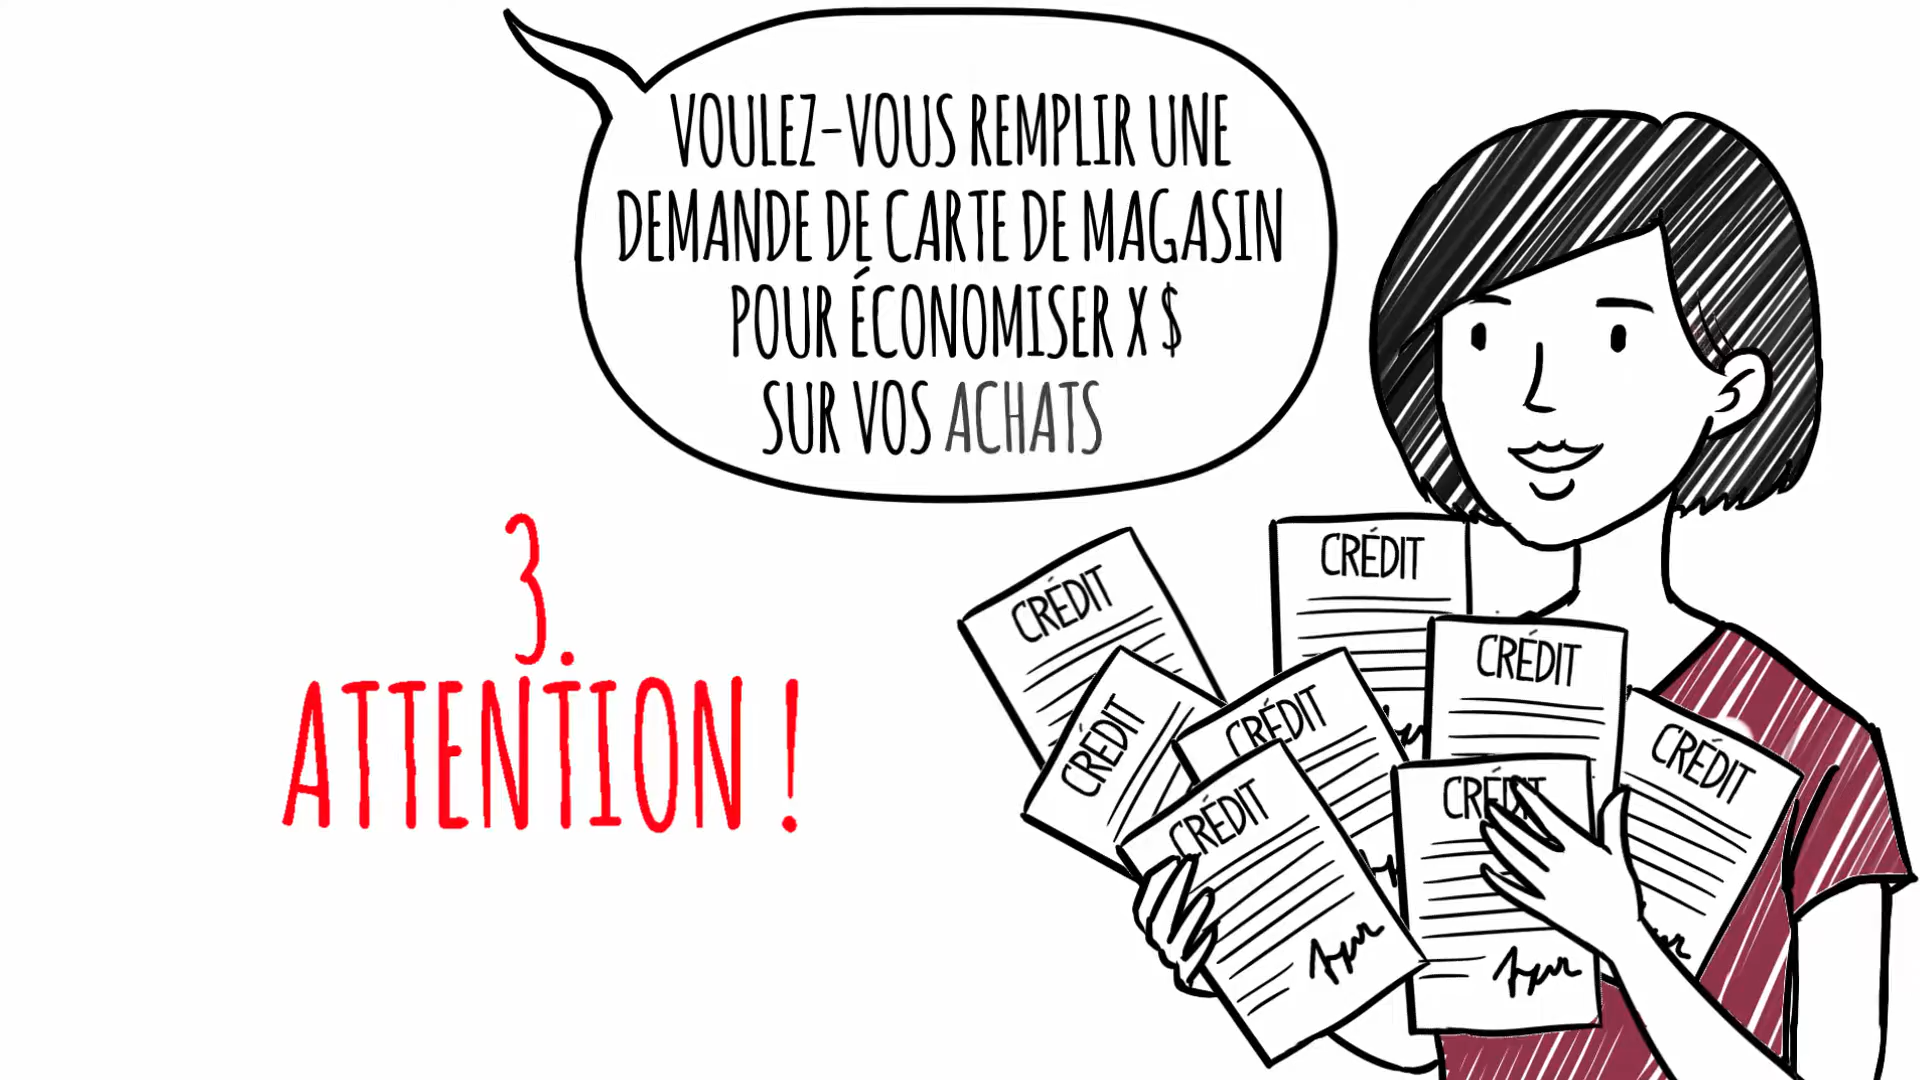 VOULEZ-VOUS REMPLIR UNE
DEMANDE DE CARTE DE MAGASIN
POUR ÉCONOMISER X $
SUR VOS ACHATS
3.
ATTENTION !
CRÉDIT
CRÉDIT
CRÉDIT
CRÉDIT
CRÉDIT
CRÉDIT
CRÉDIT
CRÉDIT